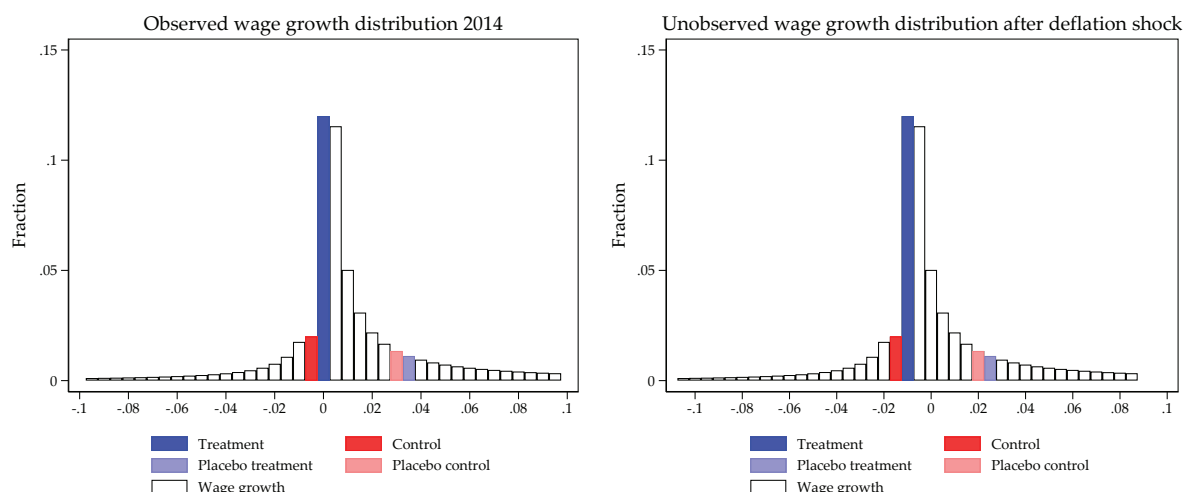 Observed wage growth distribution 2014
.15
.1
.05
0
Fraction
-.1 -.08 -.06 -.04 -.02 0 .02 .04 .06 .08 .1
Treatment Control
Placebo treatment Placebo control
Wage growth
Unobserved wage growth distribution after deflation shock
.15
.1
.05
0
Fraction
-.1 -.08 -.06 -.04 -.02 0 .02 .04 .06 .08 .1
Treatment Control
Placebo treatment Placebo control
Wage growth